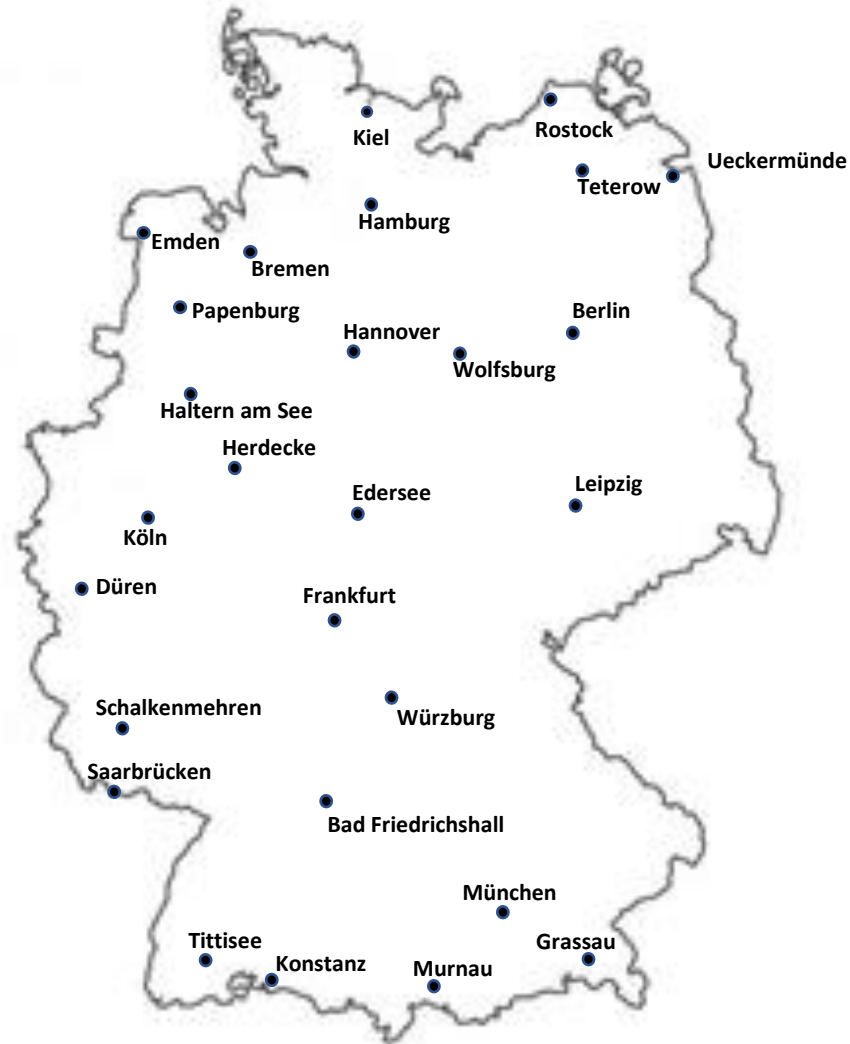 Kiel
Rostock
Ueckermünde
Teterow
Hamburg
Emden
Bremen
Papenburg
Berlin
Hannover
Wolfsburg
Haltern am See
Herdecke
Edersee
Leipzig
Köln
Düren
Frankfurt
Schalkenmehren
Würzburg
Saarbrücken
Bad Friedrichshall
München
Tittisee
Grassau
Konstanz
Murnau